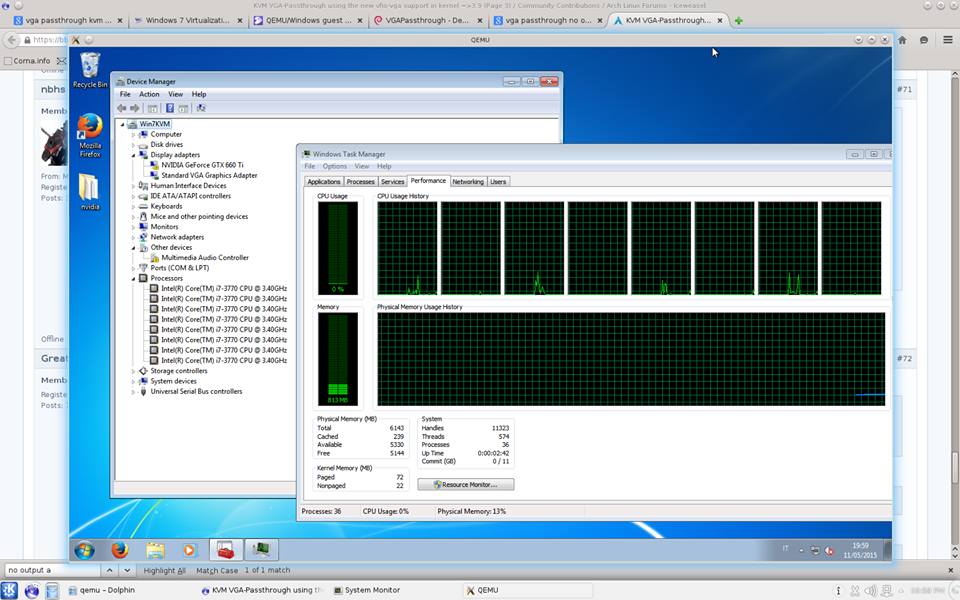 KVM VGA-Passthrough using the new vfio-vga support in kernel =>3.9 (Page 3) / Community Contributions / Arch Linux Forums - Iceweasel
vga passthrough kvm ...
Windows 7 Virtualizati...
QEMU/Windows guest ...
VGAPassthrough - De...
vga passthrough no o...
KVM VGA-Passthrough...
QEMU
Corna.info
nbhs
#71
Memb
From: M
Registe
Posts:
Offline
Great
#72
Memb
Registe
Posts:
Recycle Bin
Mozilla
Firefox
nvidia
Device Manager
File Action View Help
Win7KVM
Computer
Disk drives
Display adapters
NVIDIA GeForce GTX 660 Ti
Standard VGA Graphics Adapter
Human Interface Devices
IDE ATA/ATAPI controllers
Keyboards
Mice and other pointing devices
Monitors
Network adapters
Other devices
Multimedia Audio Controller
Ports (COM & LPT)
Processors
Intel(R) Core(TM) i7-3770 CPU @ 3.40GHz
Intel(R) Core(TM) i7-3770 CPU @ 3.40GHz
Intel(R) Core(TM) i7-3770 CPU @ 3.40GHz
Intel(R) Core(TM) i7-3770 CPU @ 3.40GHz
Intel(R) Core(TM) i7-3770 CPU @ 3.40GHz
Intel(R) Core(TM) i7-3770 CPU @ 3.40GHz
Intel(R) Core(TM) i7-3770 CPU @ 3.40GHz
Intel(R) Core(TM) i7-3770 CPU @ 3.40GHz
Storage controllers
System devices
Universal Serial Bus controllers
Windows Task Manager
File Options View Help
Applications Processes Services Performance Networking Users
CPU Usage
CPU Usage History
0 %
Memory
Physical Memory Usage History
813 MB
Physical Memory (MB)
Total 6143
Cached 239
Available 5330
Free 5144
Kernel Memory (MB)
Paged 72
Nonpaged 22
System
Handles 11323
Threads 574
Processes 36
Up Time 0:00:02:42
Commit (GB) 0 / 11
Resource Monitor...
Processes: 36 CPU Usage: 0% Physical Memory: 13%
IT
19:59
11/05/2015
no output a
Highlight All Match Case 1 of 1 match
qemu - Dolphin
KVM VGA-Passthrough using th
System Monitor
QEMU